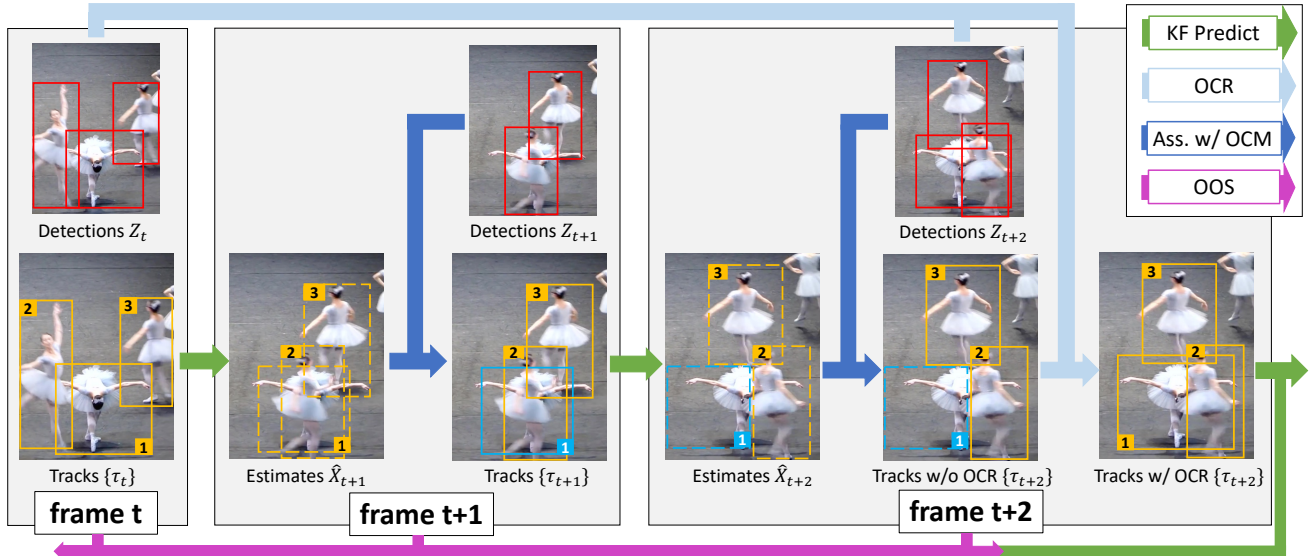 KF Predict
OCR
Ass. w/ OCM
OOS
Detections Z_t
2
3
1
Tracks {τ_t}
frame t
Detections Z_{t+1}
3
2
1
Estimates X̂_{t+1}
3
2
1
Tracks {τ_{t+1}}
frame t+1
Detections Z_{t+2}
3
2
1
Estimates X̂_{t+2}
3
2
1
Tracks w/o OCR {τ_{t+2}}
3
2
1
Tracks w/ OCR {τ_{t+2}}
frame t+2